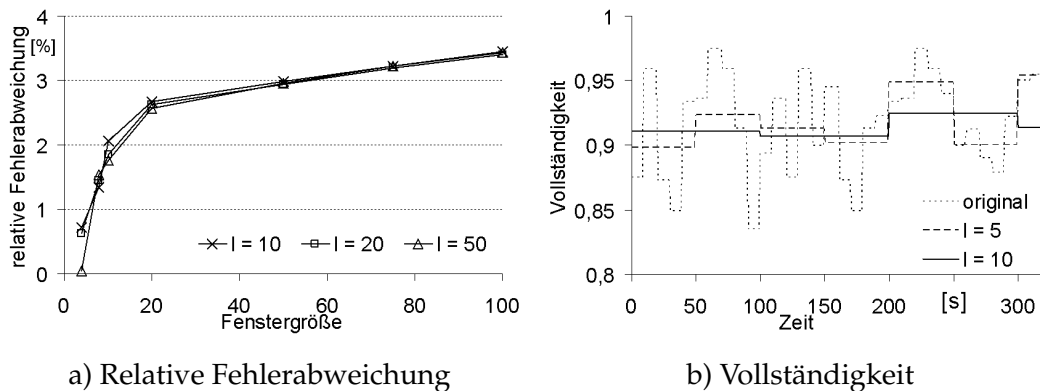 4
3
2
1
0
[%]
relative Fehlerabweichung
l = 10
l = 20
l = 50
0
20
40
60
80
100
Fenstergröße
a) Relative Fehlerabweichung
b
0,95
0,9
0,85
0,8
Vollständigkeit
original
l = 5
l = 10
0
50
100
150
200
250
300
[s]
Zeit
b) Vollständigkeit